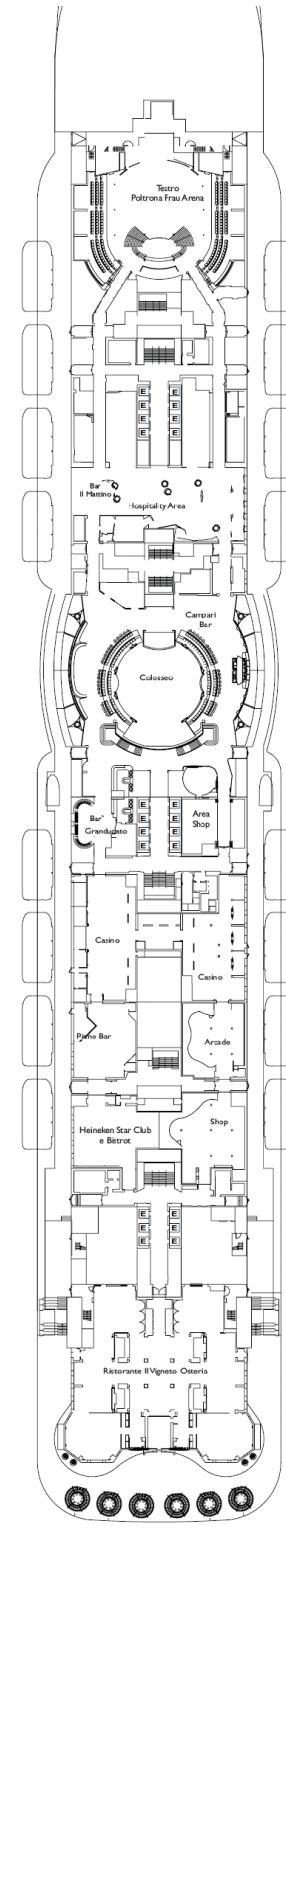 Teatro
Poltrona Frau Arena
E E
E E
E E
E E
Bar
Il Mattino
Hospitality Area
Campari
Bar
Colosseo
E E
E E
E E
E E
Bar
Granducato
Area
Shop
Casino
Casino
Piano Bar
Arcade
Heineken Star Club
e Bistrot
Shop
E E
E E
E E
Ristorante Il Vigneto Osteria